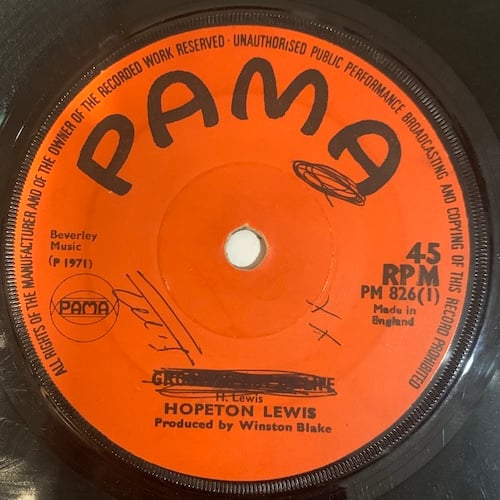 ALL RIGHTS OF THE MANUFACTURER AND OF THE OWNER OF THE RECORDED WORK RESERVED · UNAUTHORISED PUBLIC PERFORMANCE BROADCASTING AND COPYING OF THIS RECORD PROHIBITED
PAMA
Beverley
Music
(P 1971)
45
RPM
PM 826(1)
Made in
England
PAMA
H. Lewis
HOPETON LEWIS
Produced by Winston Blake